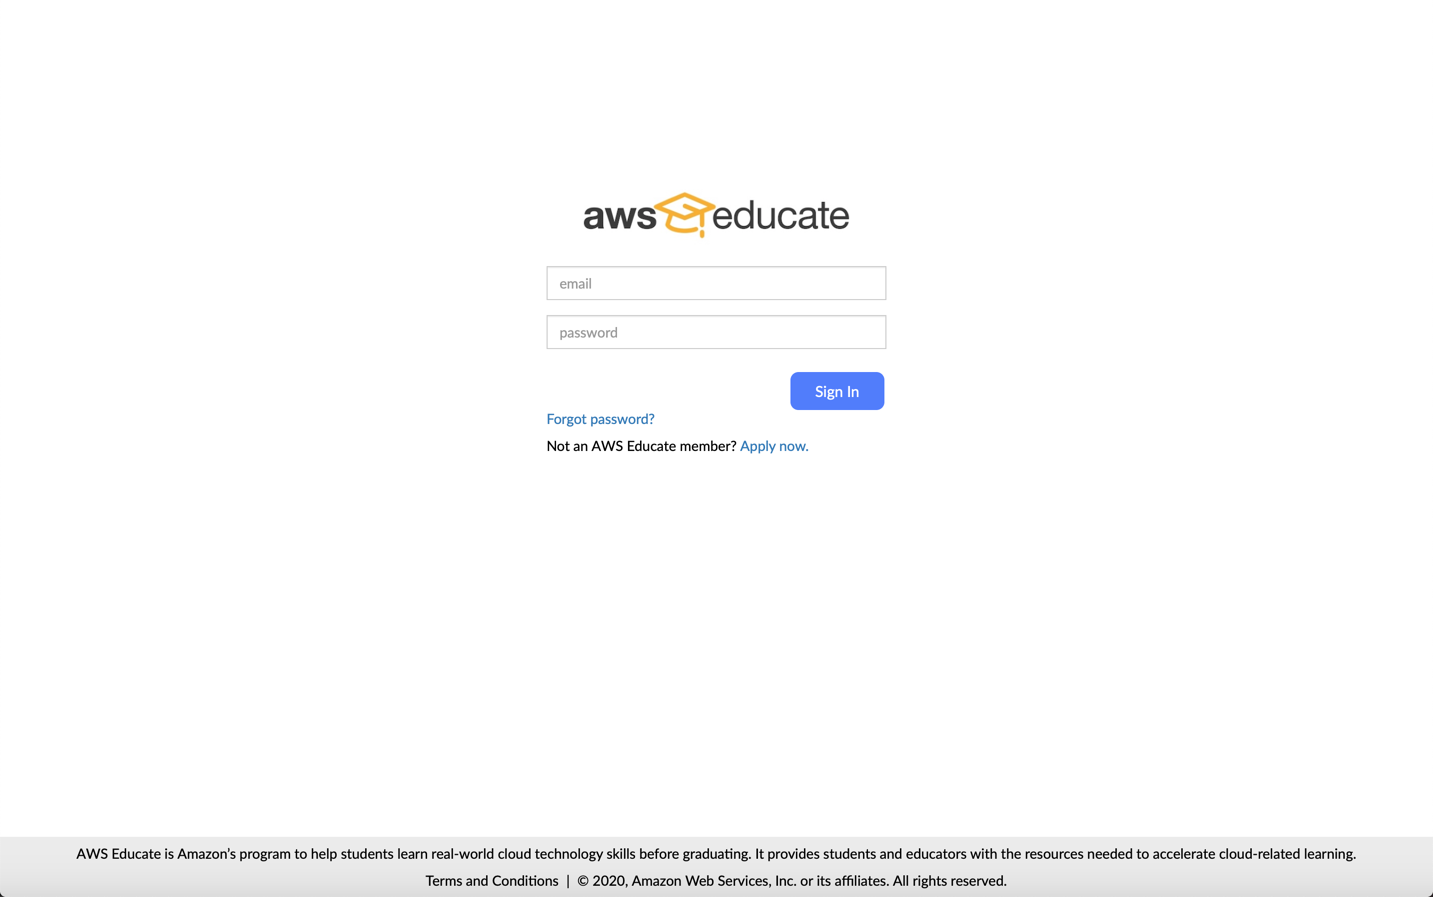 aws educate
email
password
Sign In
Forgot password?
Not an AWS Educate member? Apply now.
AWS Educate is Amazon's program to help students learn real-world cloud technology skills before graduating. It provides students and educators with the resources needed to accelerate cloud-related learning.
Terms and Conditions | © 2020, Amazon Web Services, Inc. or its affiliates. All rights reserved.